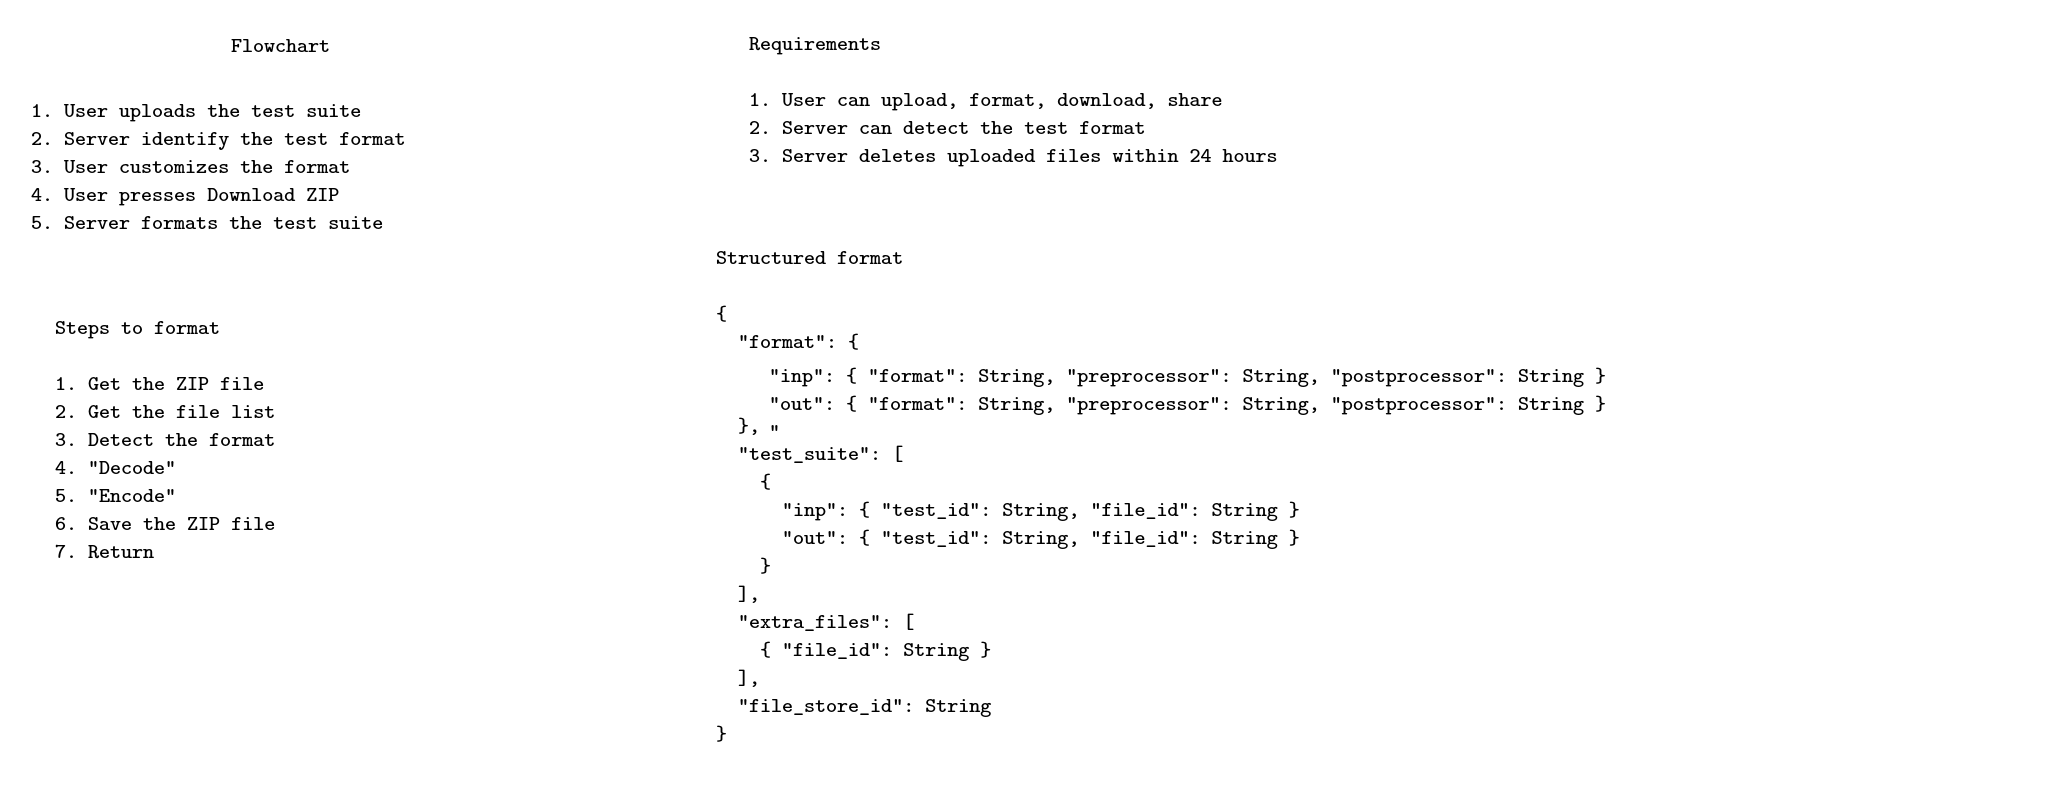 Flowchart
1. User uploads the test suite
2. Server identify the test format
3. User customizes the format
4. User presses Download ZIP
5. Server formats the test suite
Steps to format
1. Get the ZIP file
2. Get the file list
3. Detect the format
4. "Decode"
5. "Encode"
6. Save the ZIP file
7. Return
Requirements
1. User can upload, format, download, share
2. Server can detect the test format
3. Server deletes uploaded files within 24 hours
Structured format
{
  "format": {
    "inp": { "format": String, "preprocessor": String, "postprocessor": String }
    "out": { "format": String, "preprocessor": String, "postprocessor": String }
  }, "
  "test_suite": [
    {
      "inp": { "test_id": String, "file_id": String }
      "out": { "test_id": String, "file_id": String }
    }
  ],
  "extra_files": [
    { "file_id": String }
  ],
  "file_store_id": String
}